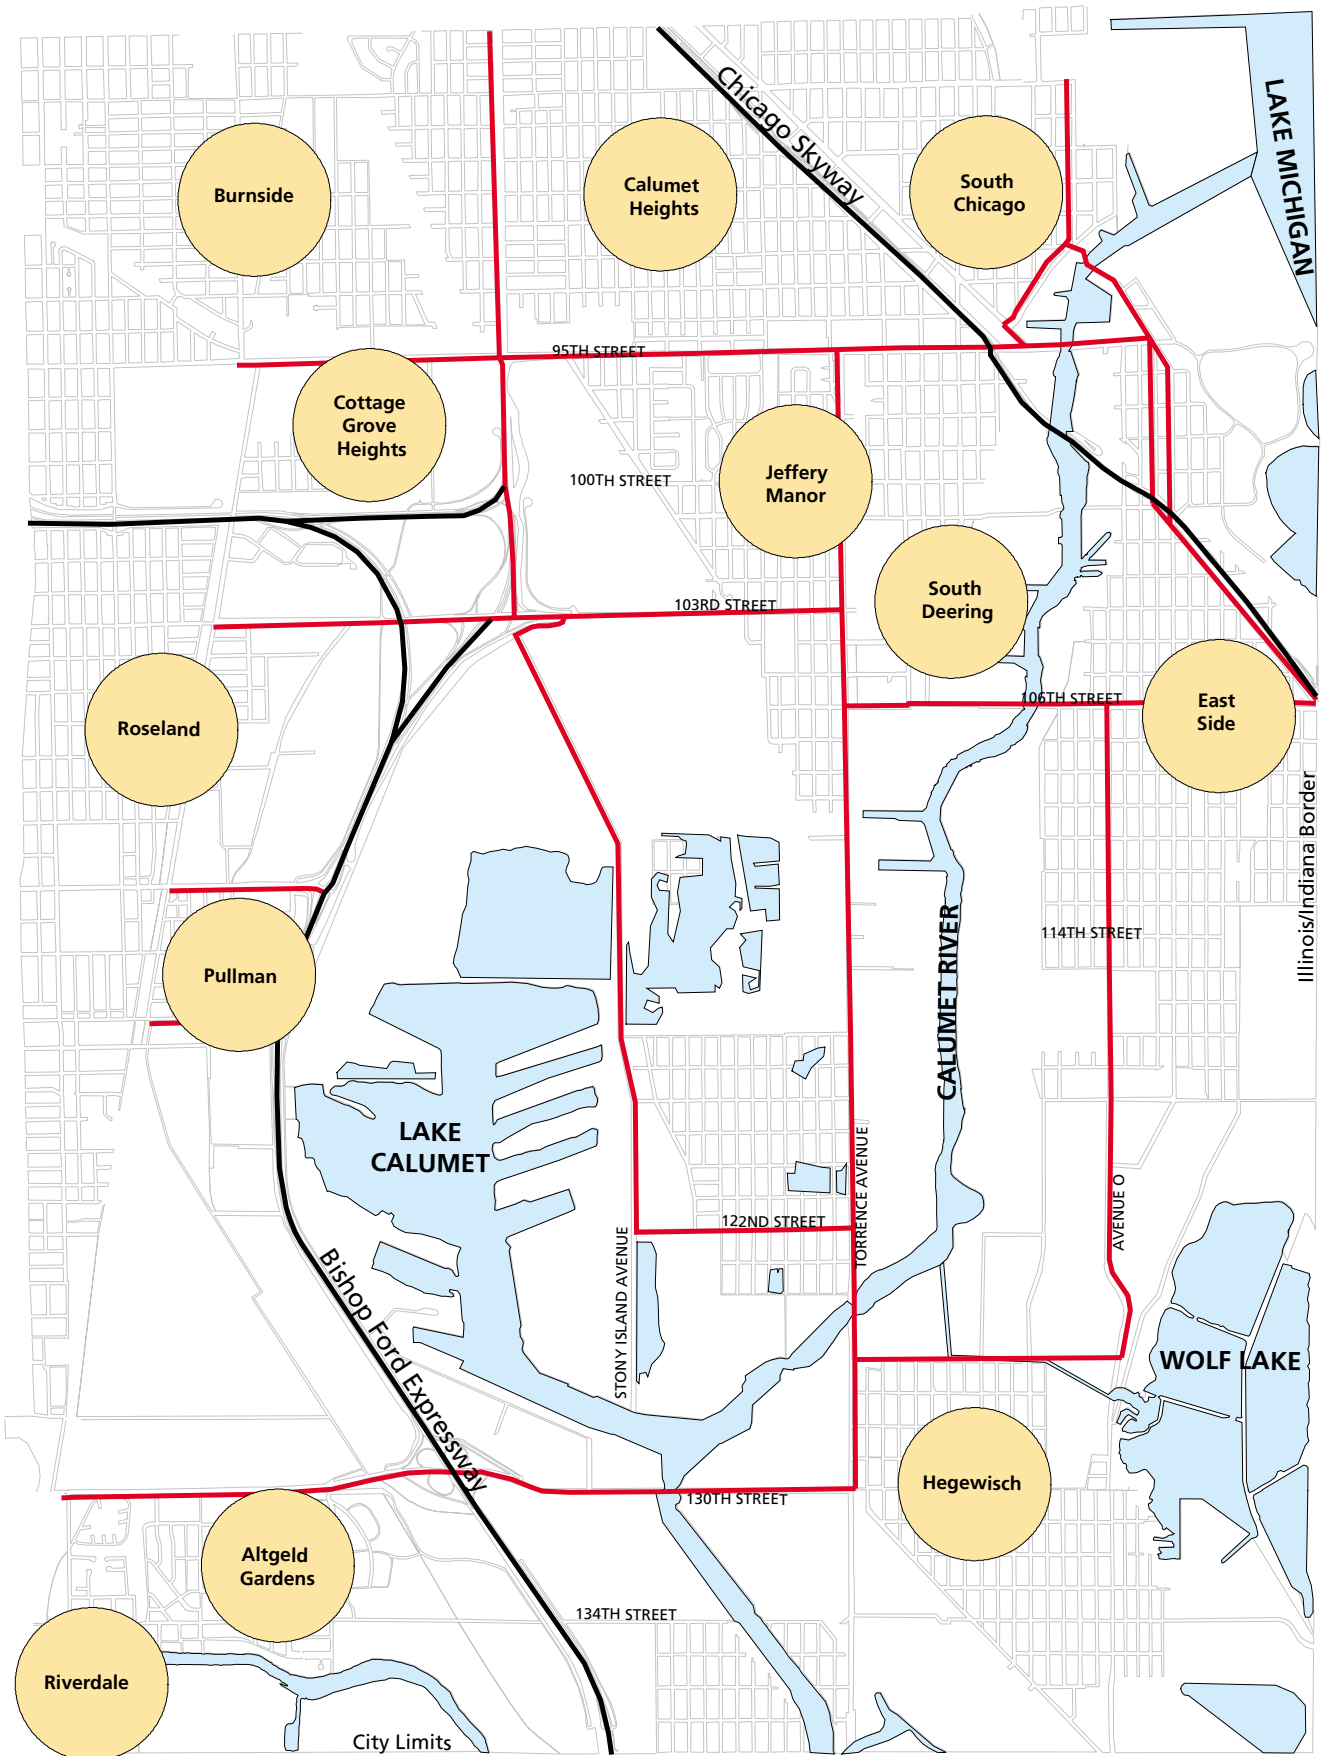 Chicago Skyway
LAKE MICHIGAN
Burnside
Calumet
Heights
South
Chicago
95TH STREET
Cottage
Grove
Heights
100TH STREET
Jeffery
Manor
South
Deering
103RD STREET
106TH STREET
East
Side
Roseland
Illinois/Indiana Border
Pullman
114TH STREET
CALUMET RIVER
LAKE
CALUMET
TORRENCE AVENUE
AVENUE O
122ND STREET
STONY ISLAND AVENUE
Bishop Ford Expressway
WOLF LAKE
Hegewisch
130TH STREET
Altgeld
Gardens
134TH STREET
Riverdale
City Limits